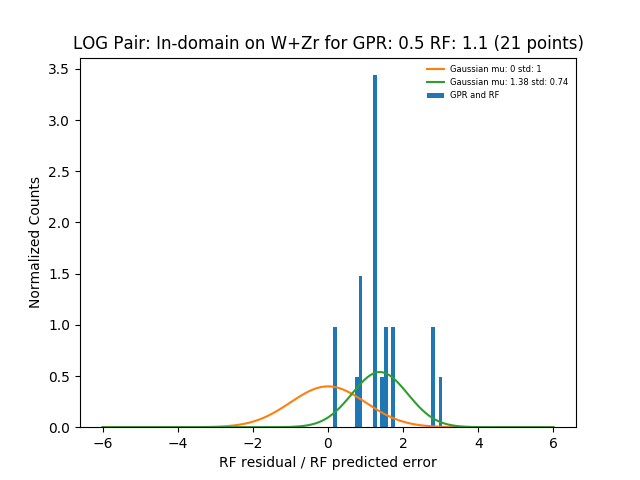 LOG Pair: In-domain on W+Zr for GPR: 0.5 RF: 1.1 (21 points)
Gaussian mu: 0 std: 1
Gaussian mu: 1.38 std: 0.74
GPR and RF
Normalized Counts
3.5
3.0
2.5
2.0
1.5
1.0
0.5
0.0
−6 −4 −2 0 2 4 6
RF residual / RF predicted error